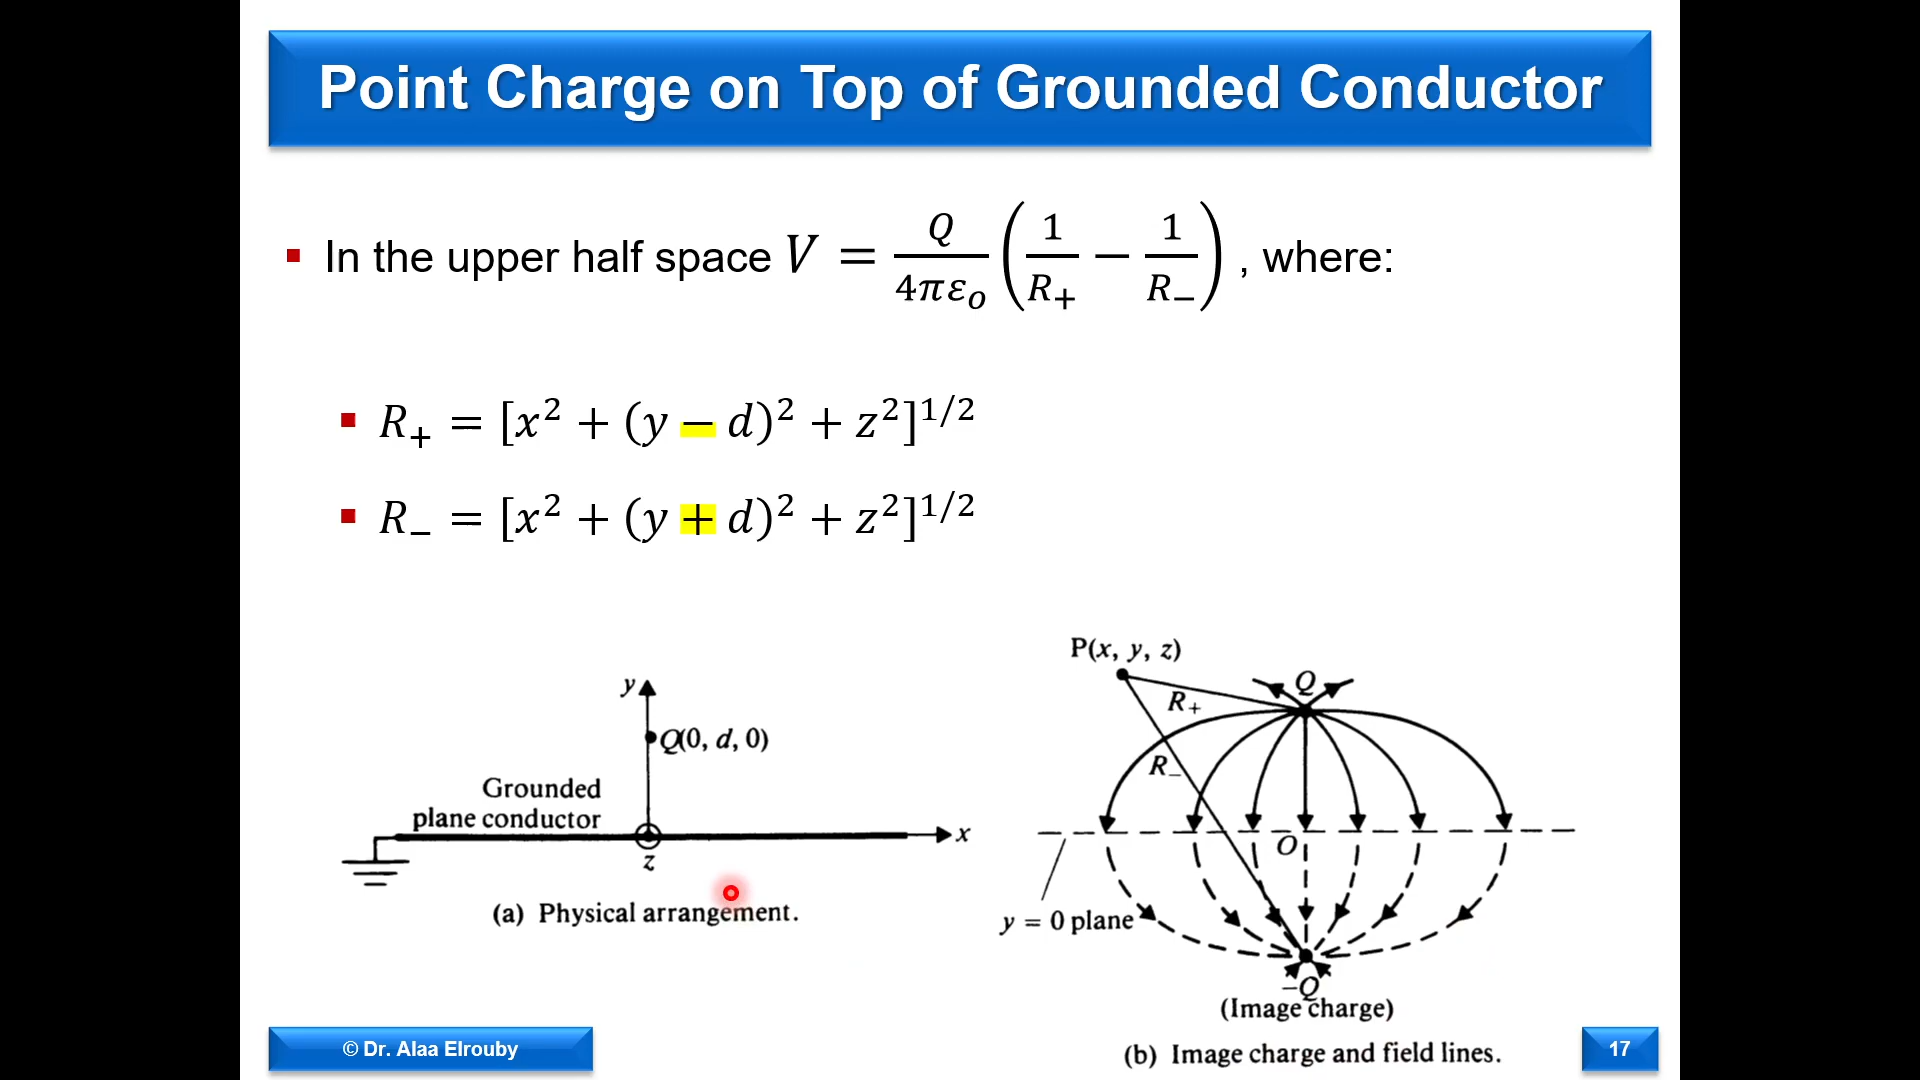 Point Charge on Top of Grounded Conductor
▪ In the upper half space V = Q/4πε₀ (1/R₊ − 1/R₋) , where:
▪ R₊ = [x² + (y − d)² + z²]^1/2
▪ R₋ = [x² + (y + d)² + z²]^1/2
y
Q(0, d, 0)
Grounded
plane conductor
x
z
(a) Physical arrangement.
P(x, y, z)
Q
R₊
R₋
O
y = 0 plane
−Q
(Image charge)
(b) Image charge and field lines.
© Dr. Alaa Elrouby
17